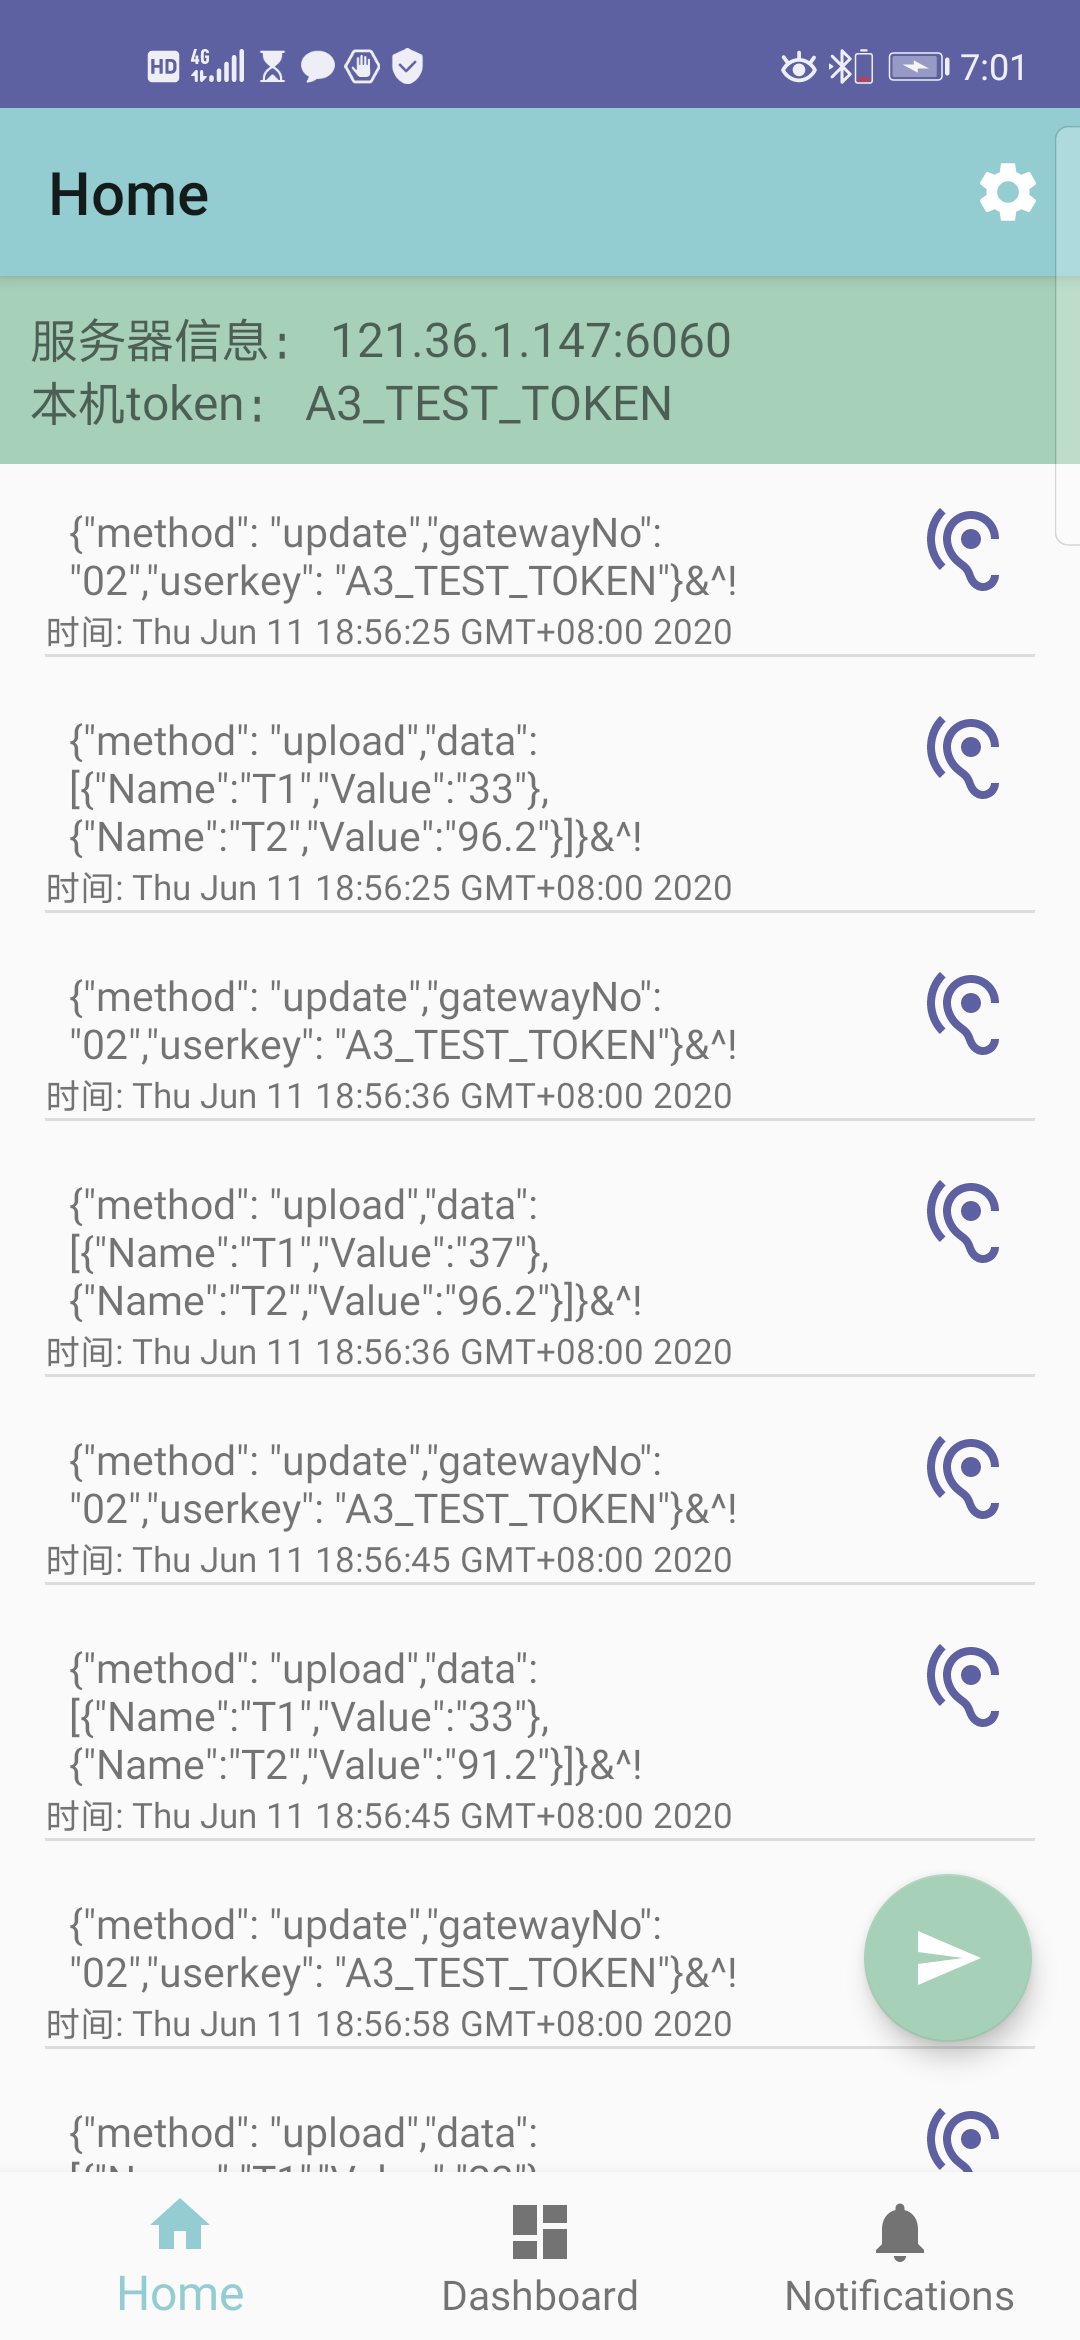 HD 4G 7:01
Home
服务器信息: 121.36.1.147:6060
本机token: A3_TEST_TOKEN
{"method": "update","gatewayNo":
"02","userkey": "A3_TEST_TOKEN"}&^!
时间: Thu Jun 11 18:56:25 GMT+08:00 2020
{"method": "upload","data":
[{"Name":"T1","Value":"33"},
{"Name":"T2","Value":"96.2"}]}&^!
时间: Thu Jun 11 18:56:25 GMT+08:00 2020
{"method": "update","gatewayNo":
"02","userkey": "A3_TEST_TOKEN"}&^!
时间: Thu Jun 11 18:56:36 GMT+08:00 2020
{"method": "upload","data":
[{"Name":"T1","Value":"37"},
{"Name":"T2","Value":"96.2"}]}&^!
时间: Thu Jun 11 18:56:36 GMT+08:00 2020
{"method": "update","gatewayNo":
"02","userkey": "A3_TEST_TOKEN"}&^!
时间: Thu Jun 11 18:56:45 GMT+08:00 2020
{"method": "upload","data":
[{"Name":"T1","Value":"33"},
{"Name":"T2","Value":"91.2"}]}&^!
时间: Thu Jun 11 18:56:45 GMT+08:00 2020
{"method": "update","gatewayNo":
"02","userkey": "A3_TEST_TOKEN"}&^!
时间: Thu Jun 11 18:56:58 GMT+08:00 2020
{"method": "upload","data":
Home Dashboard Notifications